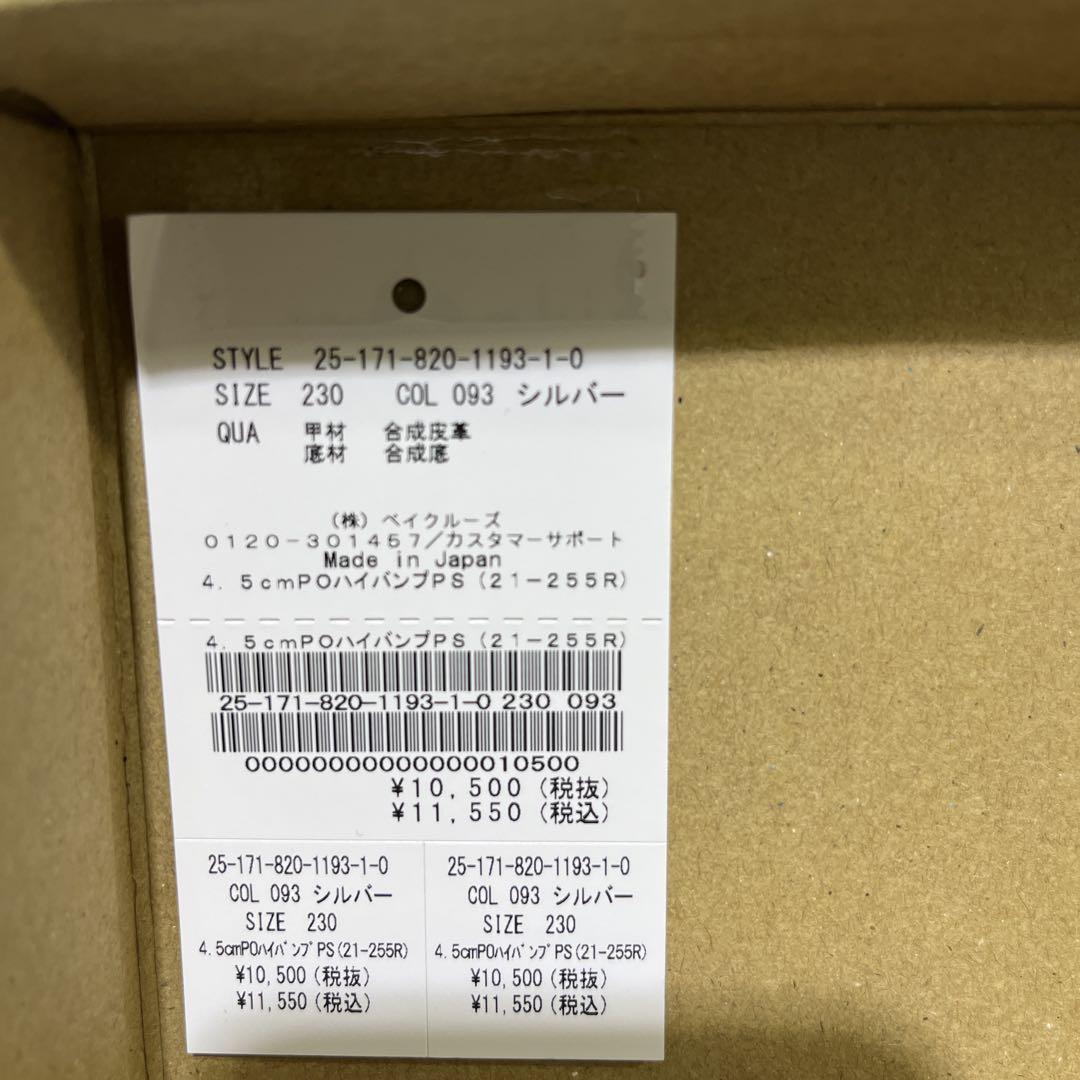 STYLE 25-171-820-1193-1-0
SIZE 230 COL 093 シルバー
QUA 甲材 合成皮革
底材 合成底
(株) ベイクルーズ
0120-301457/カスタマーサポート
Made in Japan
4.5cmPOハイバンプPS(21-255R)
4.5cmPOハイバンプPS(21-255R)
25-171-820-1193-1-0 230 093
00000000000000010500
¥10,500(税抜)
¥11,550(税込)
25-171-820-1193-1-0
COL 093 シルバー
SIZE 230
4.5cmPOハイバンプPS(21-255R)
¥10,500(税抜)
¥11,550(税込)
25-171-820-1193-1-0
COL 093 シルバー
SIZE 230
4.5cmPOハイバンプPS(21-255R)
¥10,500(税抜)
¥11,550(税込)